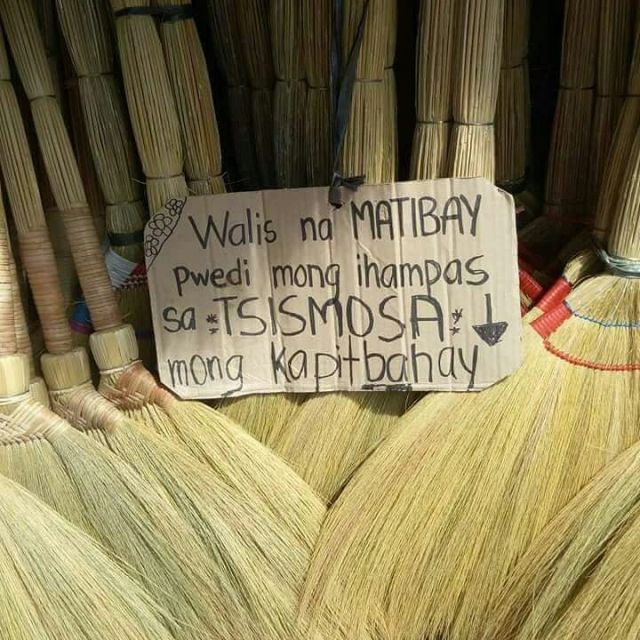 Walis na MATIBAY
pwedi mong ihampas
sa *TSISMOSA*
mong kapitbahay